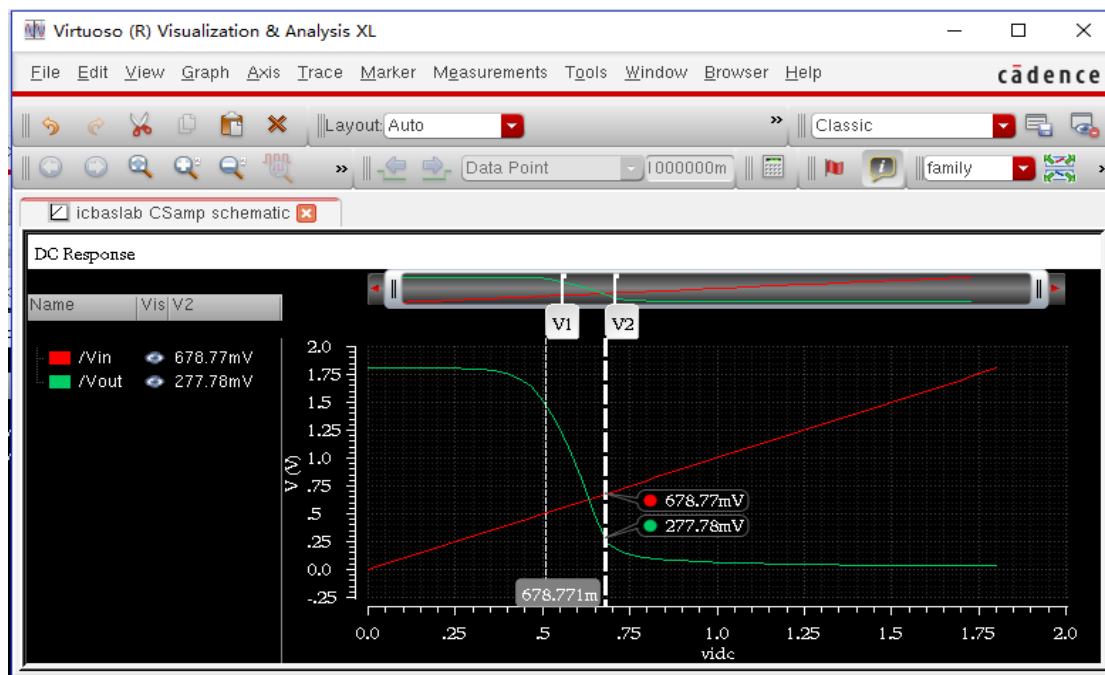 Virtuoso (R) Visualization & Analysis XL
File Edit View Graph Axis Trace Marker Measurements Tools Window Browser Help cādence
Layout: Auto » Classic
» Data Point 1000000m family »
icbaslab CSamp schematic
DC Response
Name Vis V2
V1 V2
/Vin 678.77mV
/Vout 277.78mV
2.0
1.75
1.5
1.25
1.0
.75
.5
.25
0.0
-.25
V (V)
678.77mV
277.78mV
678.771m
0.0 .25 .5 .75 1.0 1.25 1.5 1.75 2.0
vidc